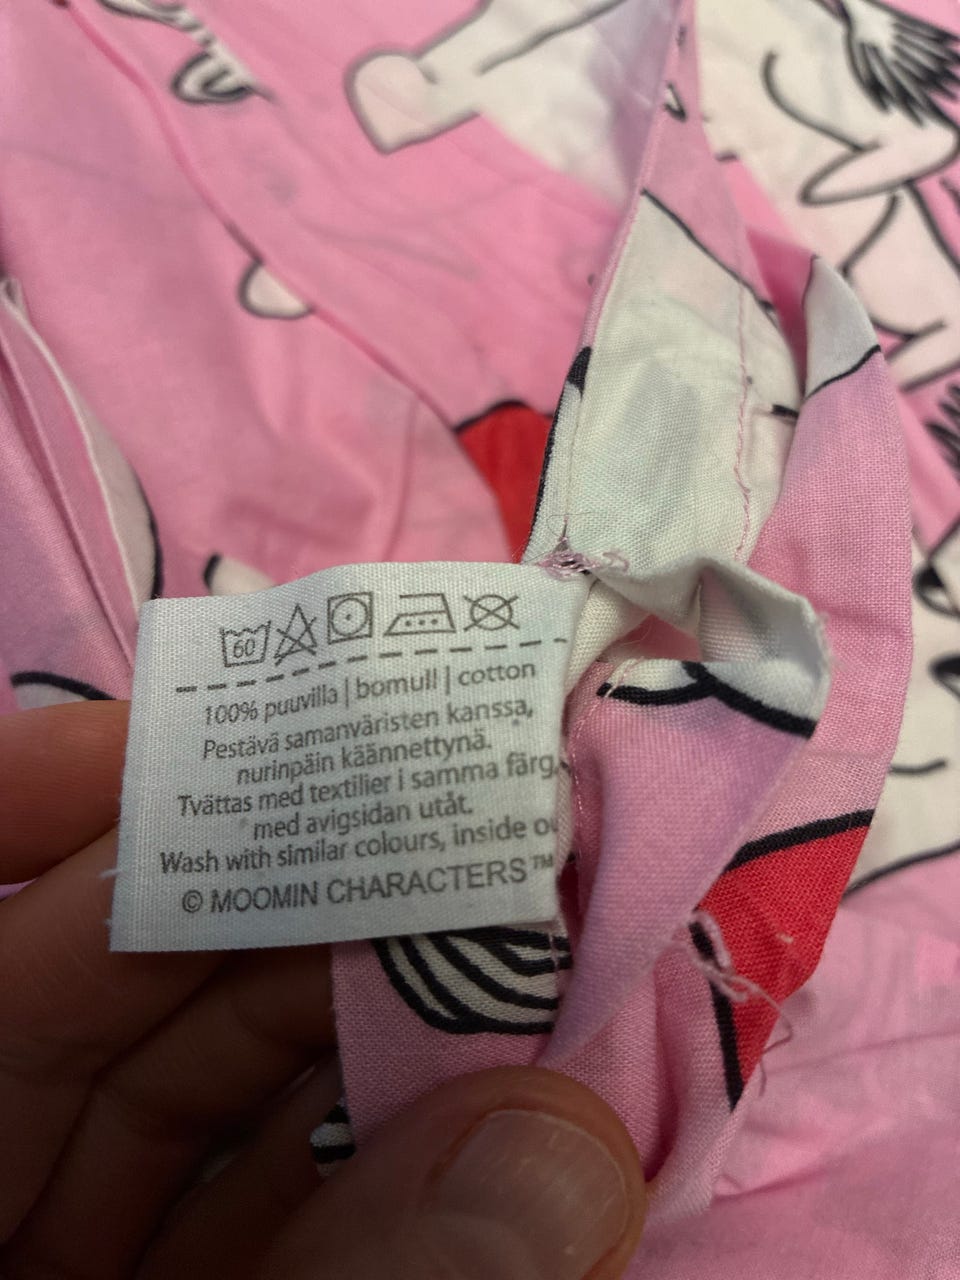 60
100% puuvilla | bomull | cotton
Pestävä samanväristen kanssa,
nurinpäin käännettynä.
Tvättas med textilier i samma färg,
med avigsidan utåt.
Wash with similar colours, inside
© MOOMIN CHARACTERS™